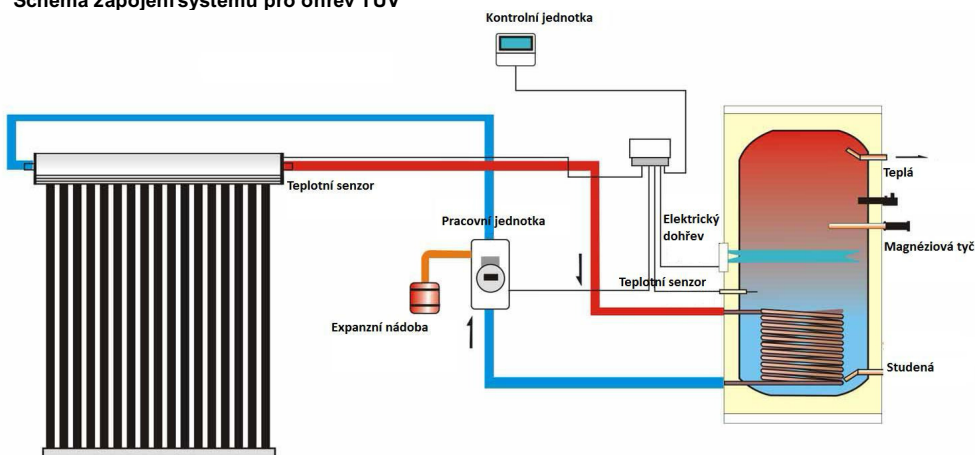 Schéma zapojení systému pro ohřev TUV
Kontrolní jednotka
Teplotní senzor
Pracovní jednotka
Elektrický
dohřev
Teplá
Magnéziová tyč
Teplotní senzor
Expanzní nádoba
Studená